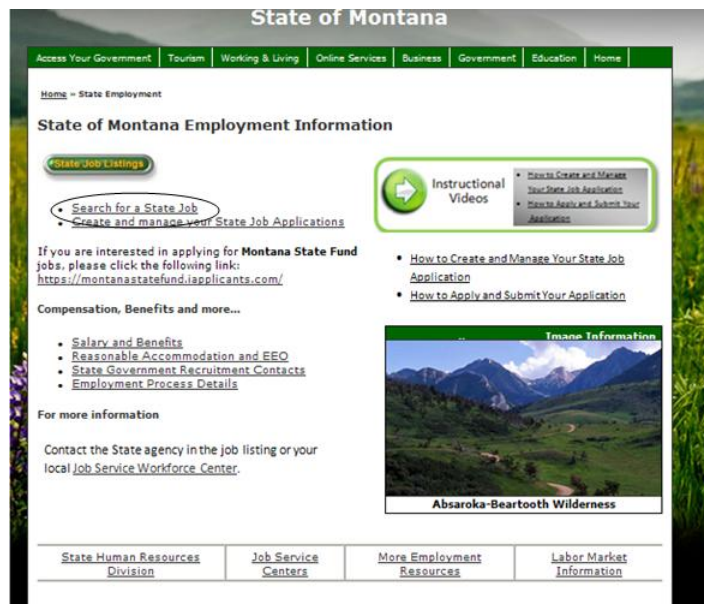 State of Montana
Access Your Government Tourism Working & Living Online Services Business Government Education Home
Home » State Employment
State of Montana Employment Information
State Job Listings
Search for a State Job
Create and manage your State Job Applications
If you are interested in applying for Montana State Fund
jobs, please click the following link:
https://montanastatefund.iapplicants.com/
Compensation, Benefits and more...
Salary and Benefits
Reasonable Accommodation and EEO
State Government Recruitment Contacts
Employment Process Details
For more information
Contact the State agency in the job listing or your
local Job Service Workforce Center.
Instructional
Videos
How to Create and Manage
Your State Job Application
How to Apply and Submit Your
Application
How to Create and Manage Your State Job
Application
How to Apply and Submit Your Application
Image Information
Absaroka-Beartooth Wilderness
State Human Resources
Division
Job Service
Centers
More Employment
Resources
Labor Market
Information